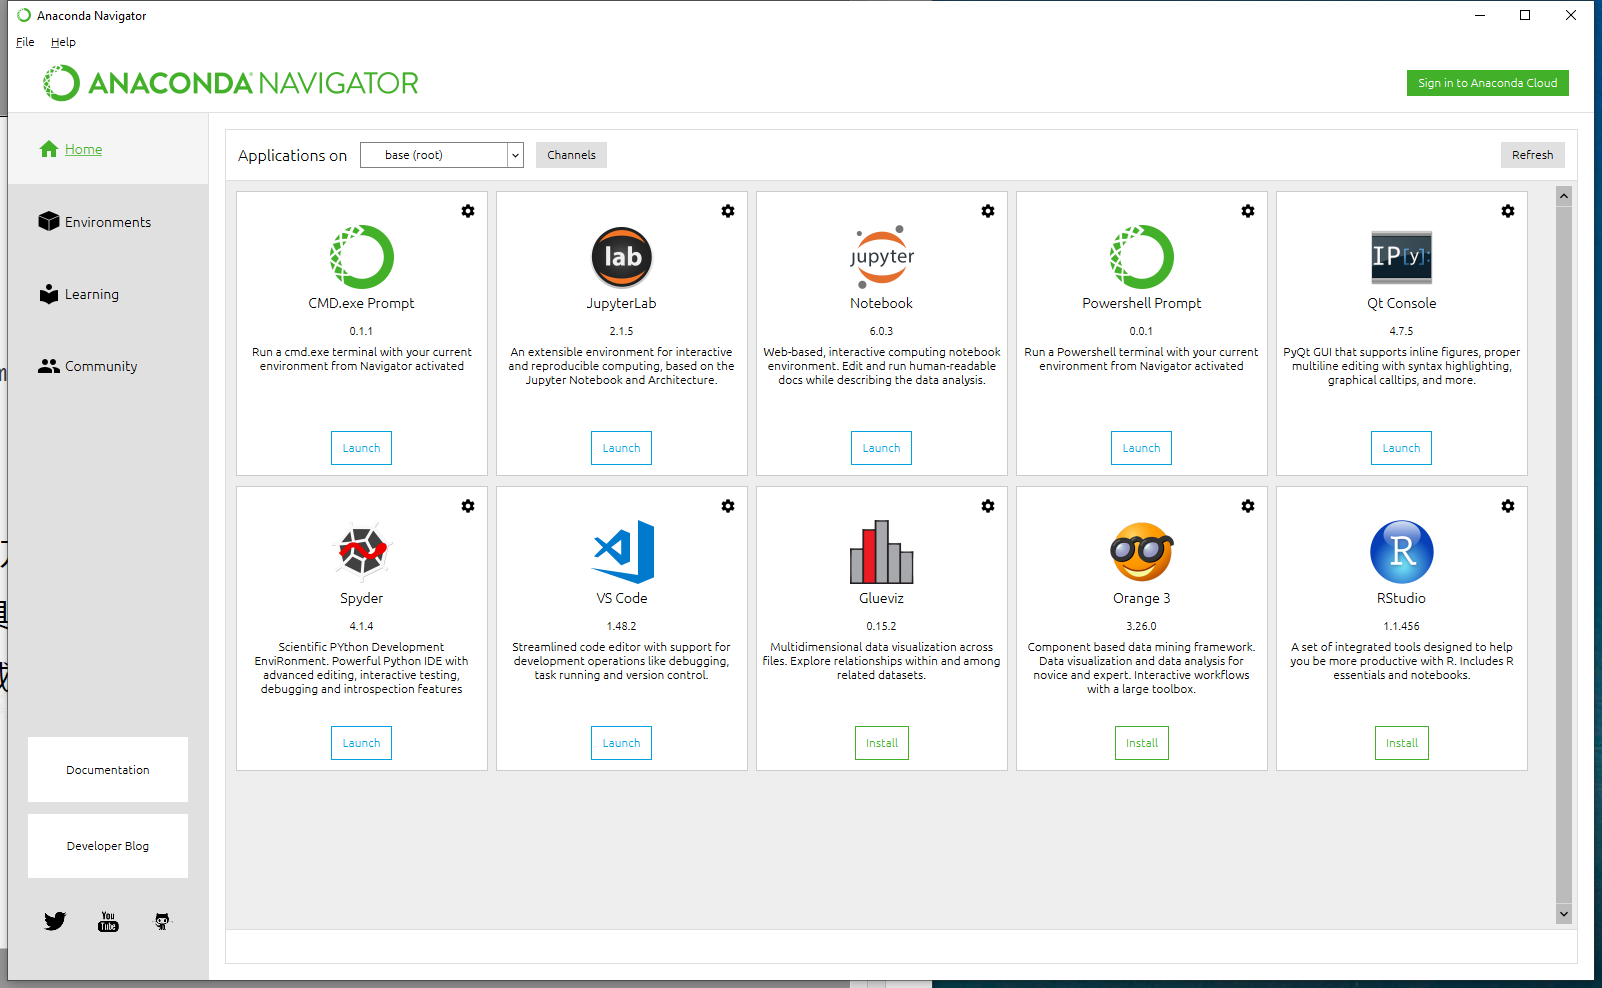 Anaconda Navigator
File Help
ANACONDA NAVIGATOR
Sign in to Anaconda Cloud
Home
Environments
Learning
Community
Documentation
Developer Blog
You
Tube
Applications on base (root) Channels Refresh
CMD.exe Prompt
0.1.1
Run a cmd.exe terminal with your current
environment from Navigator activated
Launch
lab
JupyterLab
2.1.5
An extensible environment for interactive
and reproducible computing, based on the
Jupyter Notebook and Architecture.
Launch
jupyter
Notebook
6.0.3
Web-based, interactive computing notebook
environment. Edit and run human-readable
docs while describing the data analysis.
Launch
Powershell Prompt
0.0.1
Run a Powershell terminal with your current
environment from Navigator activated
Launch
IP[y]:
Qt Console
4.7.5
PyQt GUI that supports inline figures, proper
multiline editing with syntax highlighting,
graphical calltips, and more.
Launch
Spyder
4.1.4
Scientific PYthon Development
EnviRonment. Powerful Python IDE with
advanced editing, interactive testing,
debugging and introspection features
Launch
VS Code
1.48.2
Streamlined code editor with support for
development operations like debugging,
task running and version control.
Launch
Glueviz
0.15.2
Multidimensional data visualization across
files. Explore relationships within and among
related datasets.
Install
Orange 3
3.26.0
Component based data mining framework.
Data visualization and data analysis for
novice and expert. Interactive workflows
with a large toolbox.
Install
R
RStudio
1.1.456
A set of integrated tools designed to help
you be more productive with R. Includes R
essentials and notebooks.
Install